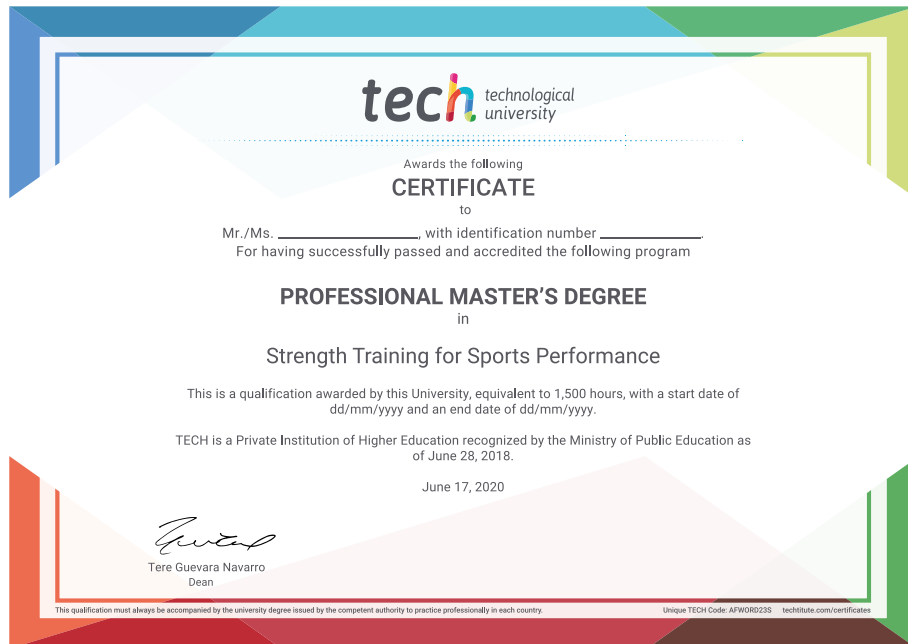 tech technological
university
Awards the following
CERTIFICATE
to
Mr./Ms. ____________________, with identification number ______________.
For having successfully passed and accredited the following program
PROFESSIONAL MASTER'S DEGREE
in
Strength Training for Sports Performance
This is a qualification awarded by this University, equivalent to 1,500 hours, with a start date of
dd/mm/yyyy and an end date of dd/mm/yyyy.
TECH is a Private Institution of Higher Education recognized by the Ministry of Public Education as
of June 28, 2018.
June 17, 2020
Tere Guevara Navarro
Dean
This qualification must always be accompanied by the university degree issued by the competent authority to practice professionally in each country. Unique TECH Code: AFWORD23S techtitute.com/certificates